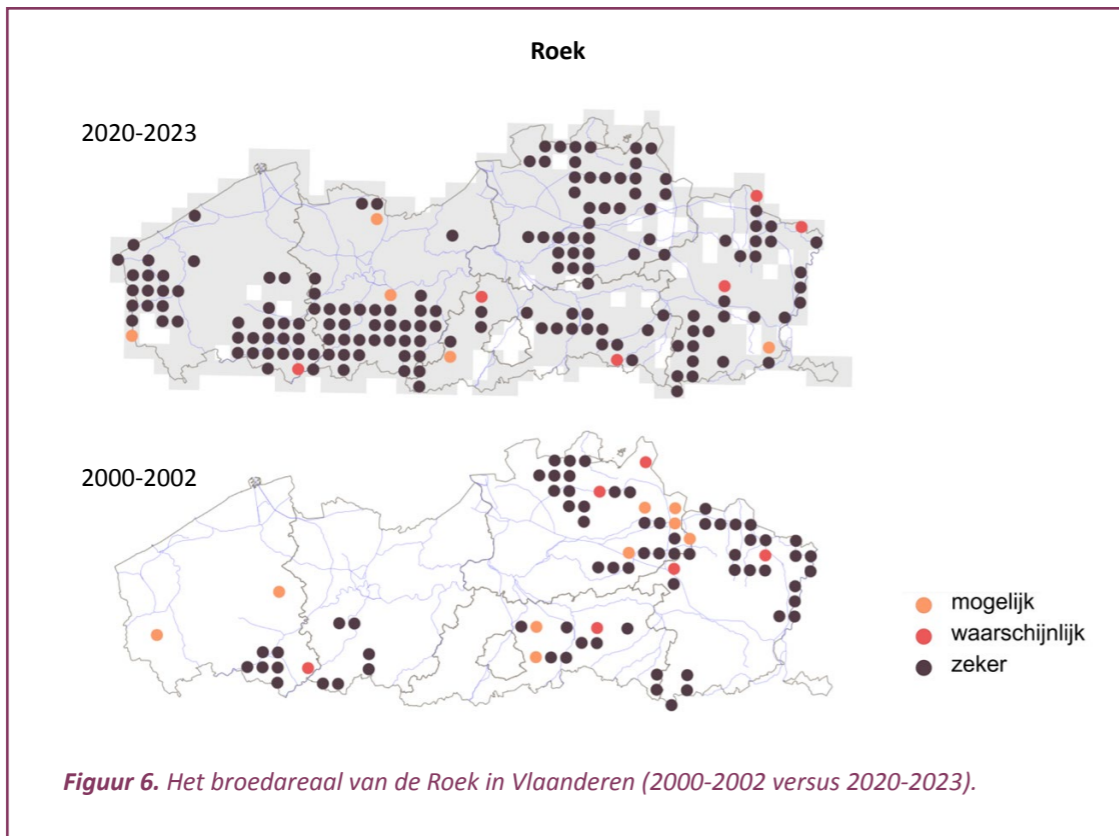 Roek
2020-2023
2000-2002
mogelijk
waarschijnlijk
zeker
Figuur 6. Het broedareaal van de Roek in Vlaanderen (2000-2002 versus 2020-2023).